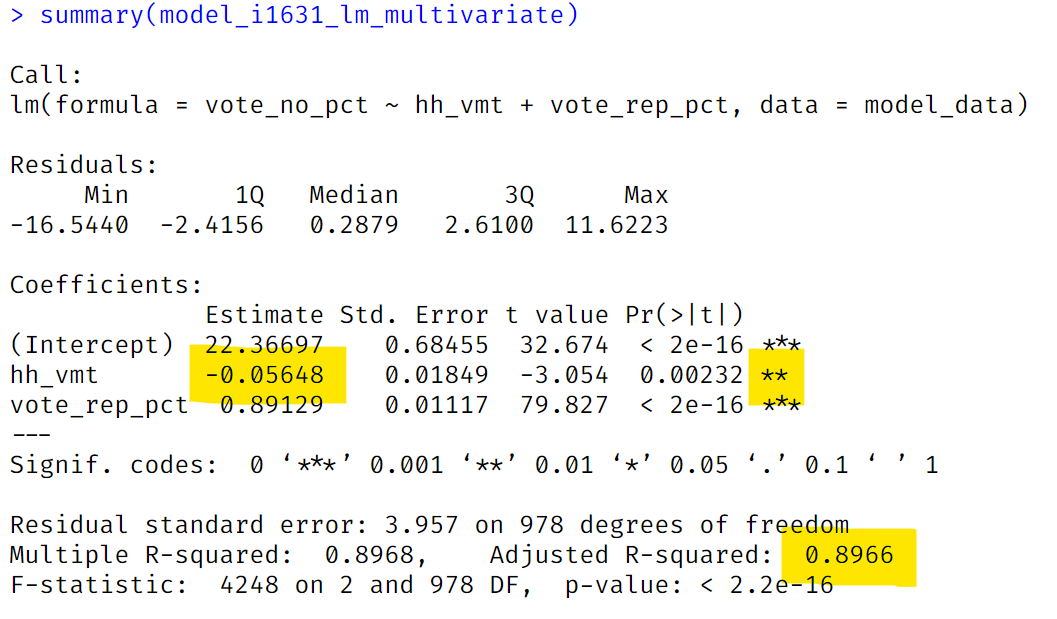 > summary(model_i1631_lm_multivariate)
Call:
lm(formula = vote_no_pct ~ hh_vmt + vote_rep_pct, data = model_data)
Residuals:
Min 1Q Median 3Q Max
-16.5440 -2.4156 0.2879 2.6100 11.6223
Coefficients:
Estimate Std. Error t value Pr(>|t|)
(Intercept) 22.36697 0.68455 32.674 < 2e-16 ***
hh_vmt -0.05648 0.01849 -3.054 0.00232 **
vote_rep_pct 0.89129 0.01117 79.827 < 2e-16 ***
---
Signif. codes: 0 ‘***’ 0.001 ‘**’ 0.01 ‘*’ 0.05 ‘.’ 0.1 ‘ ’ 1
Residual standard error: 3.957 on 978 degrees of freedom
Multiple R-squared: 0.8968, Adjusted R-squared: 0.8966
F-statistic: 4248 on 2 and 978 DF, p-value: < 2.2e-16